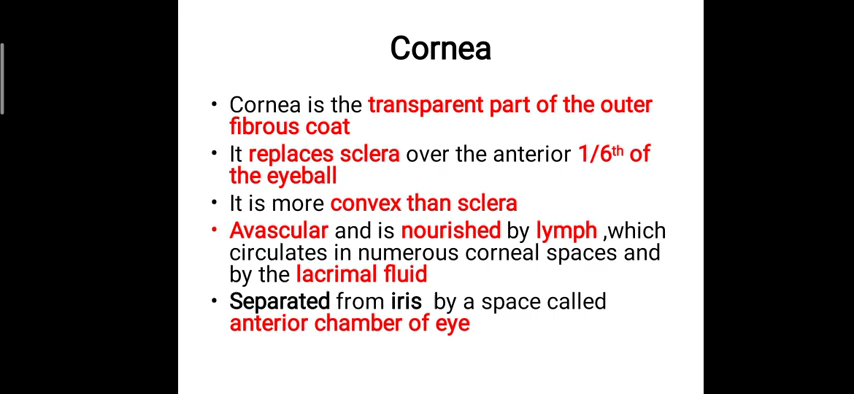 Cornea
• Cornea is the transparent part of the outer
fibrous coat
• It replaces sclera over the anterior 1/6th of
the eyeball
• It is more convex than sclera
• Avascular and is nourished by lymph ,which
circulates in numerous corneal spaces and
by the lacrimal fluid
• Separated from iris by a space called
anterior chamber of eye